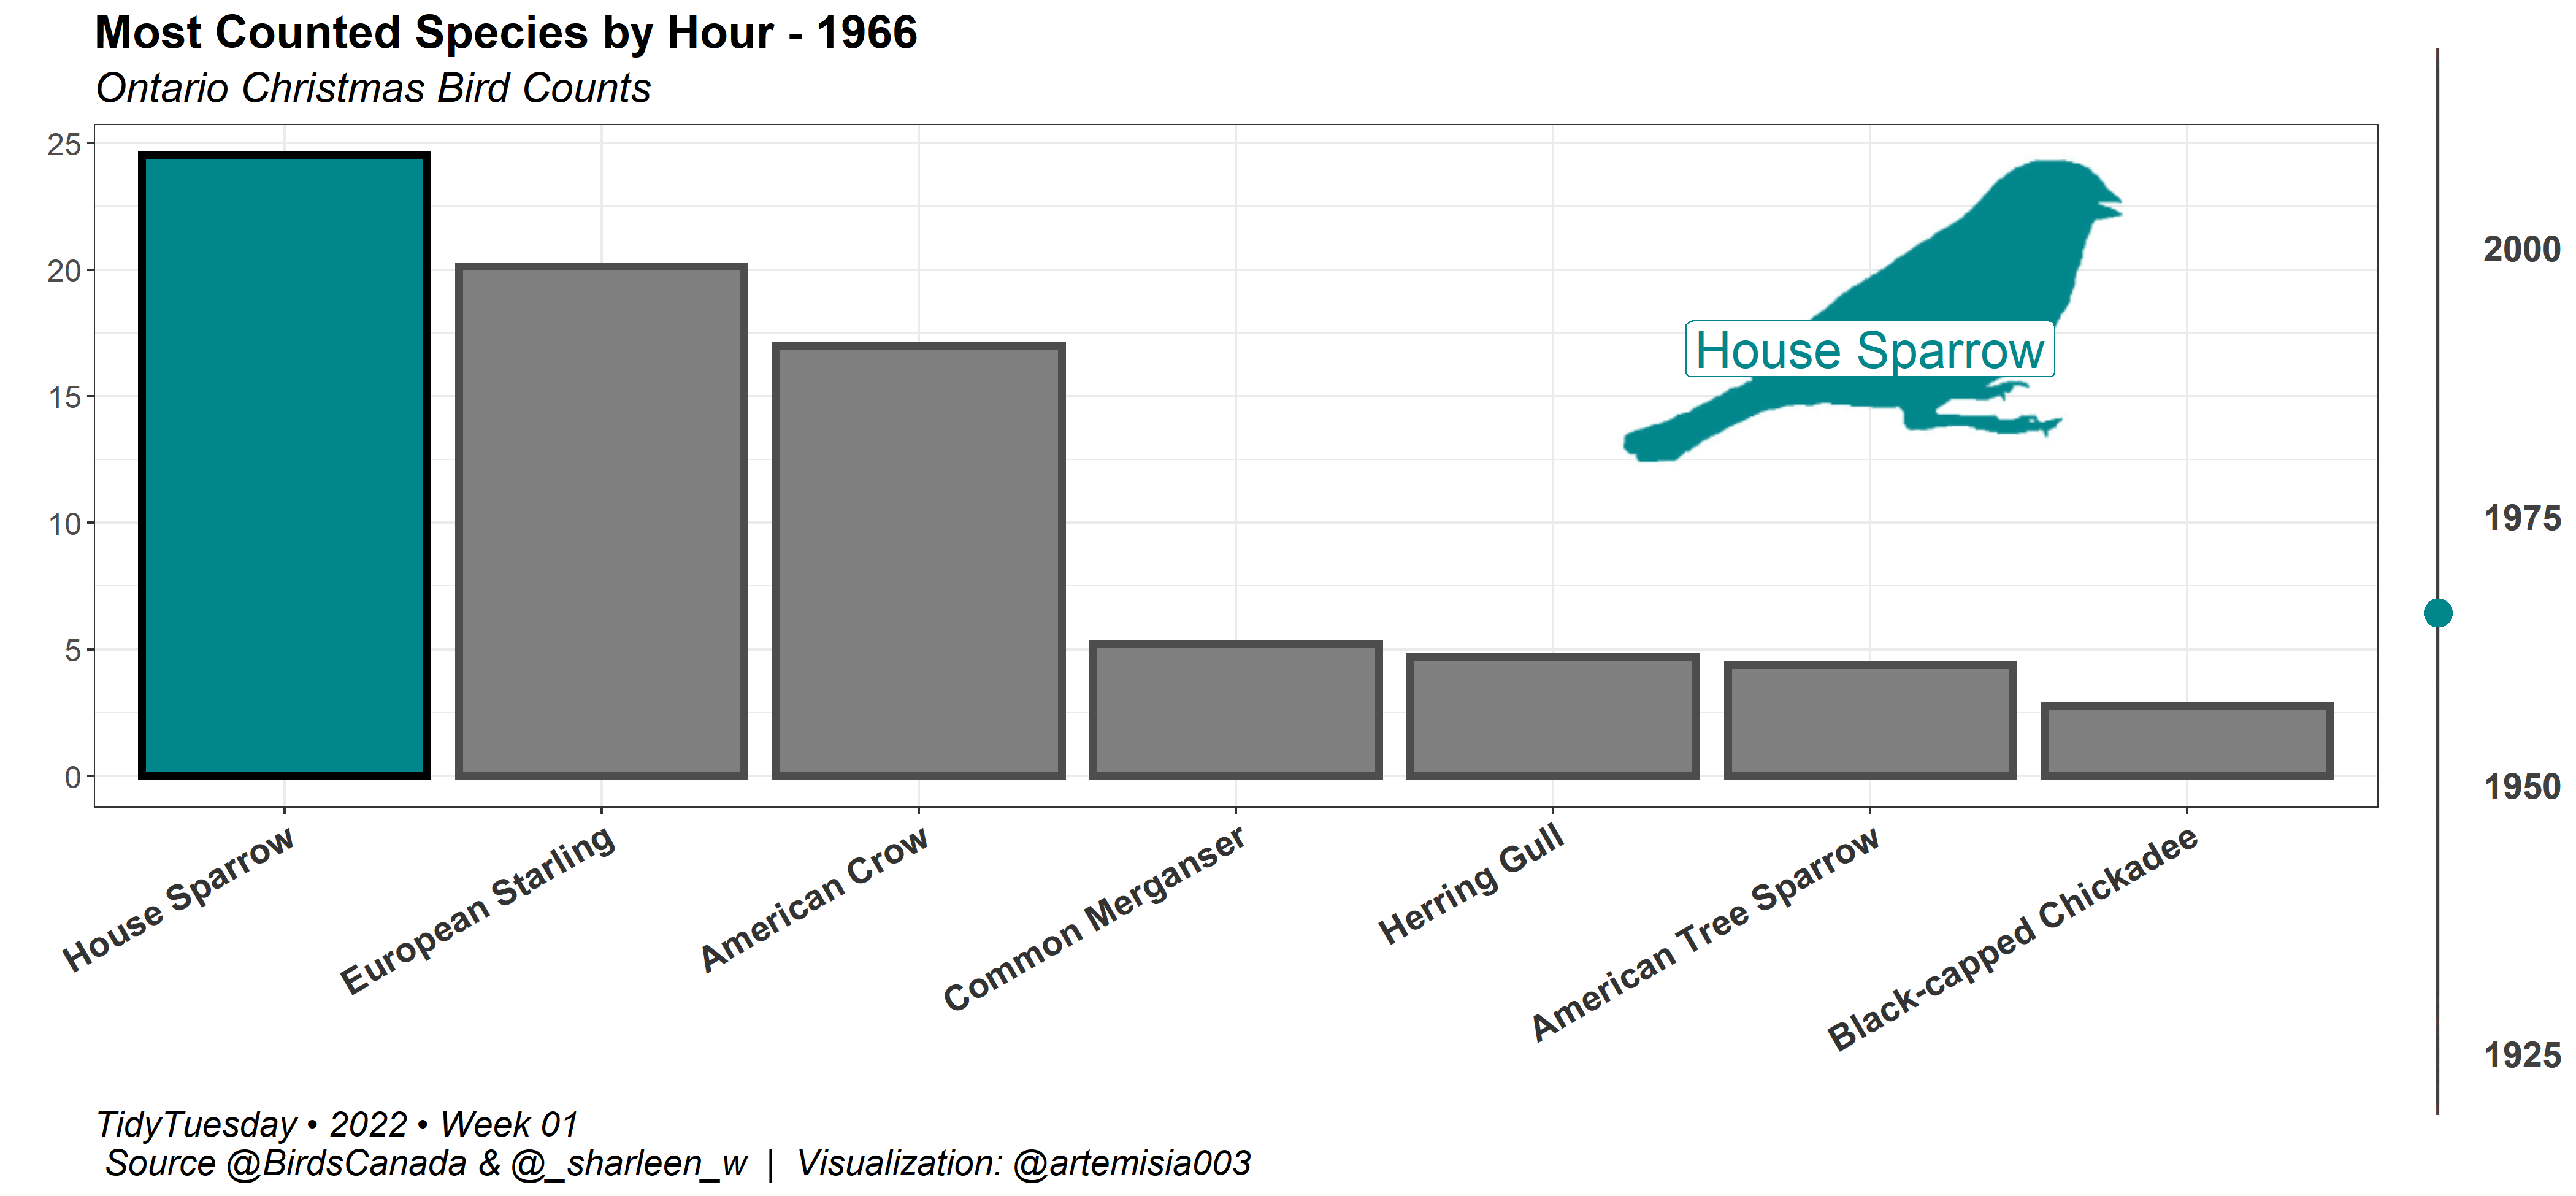 Most Counted Species by Hour - 1966
Ontario Christmas Bird Counts
25
20
15
10
5
0
House Sparrow
2000
1975
1950
1925
House Sparrow
European Starling
American Crow
Common Merganser
Herring Gull
American Tree Sparrow
Black-capped Chickadee
TidyTuesday • 2022 • Week 01
Source @BirdsCanada & @_sharleen_w | Visualization: @artemisia003